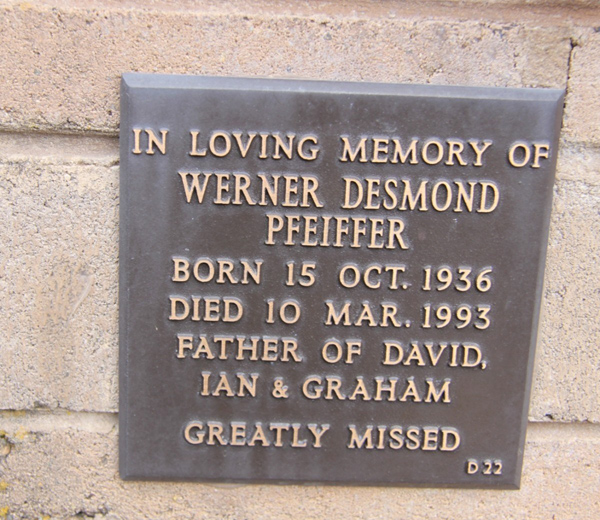 IN LOVING MEMORY OF
WERNER DESMOND
PFEIFFER
BORN 15 OCT. 1936
DIED 10 MAR. 1993
FATHER OF DAVID,
IAN & GRAHAM
GREATLY MISSED
D 22